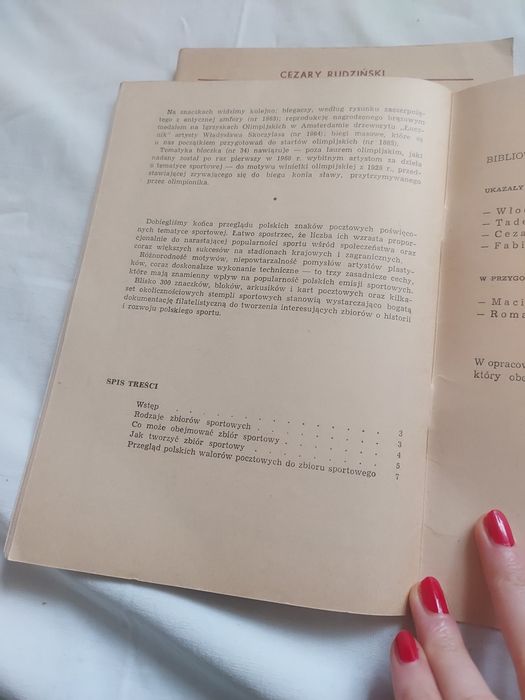 CEZARY RUDZIŃSKI
Na znaczkach widzimy kolejno: biegaczy, według rysunku zaczerpnię-
tego z antycznej amfory (nr 1863); reprodukcję nagrodzonego brązowym
medalem na Igrzyskach Olimpijskich w Amsterdamie drzeworytu „Łucz-
nik” artysty Władysława Skoczylasa (nr 1864); biegi masowe, które są
u nas początkiem przygotowań do startów olimpijskich (nr 1865).
Tematyka bloczka (nr 34) nawiązuje — poza laurem olimpijskim, jaki
nadany został po raz pierwszy w 1968 r. wybitnym artystom za dzieła
o tematyce sportowej — do motywu winietki olimpijskiej z 1928 r., przed-
stawiającej zrywającego się do biegu konia sławy, przytrzymywanego
przez olimpionika.
*
Dobiegliśmy końca przeglądu polskich znaków pocztowych poświęco-
nych tematyce sportowej. Łatwo spostrzec, że liczba ich wzrasta propor-
cjonalnie do narastającej popularności sportu wśród społeczeństwa oraz
coraz większych sukcesów na stadionach krajowych i zagranicznych.
Różnorodność motywów, niepowtarzalność pomysłów artystów plasty-
ków, coraz doskonalsze wykonanie techniczne — to trzy zasadnicze cechy,
które mają znamienny wpływ na popularność polskich emisji sportowych.
Blisko 300 znaczków, bloków, arkusików i kart pocztowych oraz kilka-
set okolicznościowych stempli sportowych stanowią wystarczająco bogatą
dokumentację filatelistyczną do tworzenia interesujących zbiorów o historii
i rozwoju polskiego sportu.
SPIS TREŚCI
Wstęp . . . . . . . . . . . . 3
Rodzaje zbiorów sportowych . . . . . . . . 3
Co może obejmować zbiór sportowy . . . . . . 4
Jak tworzyć zbiór sportowy . . . . . . . . 5
Przegląd polskich walorów pocztowych do zbioru sportowego 7
BIBLIO
UKAZAŁY
— Wło
— Tade
— Ceza
— Fabi
W PRZYGO
— Maci
— Roma
W opracow
który obe